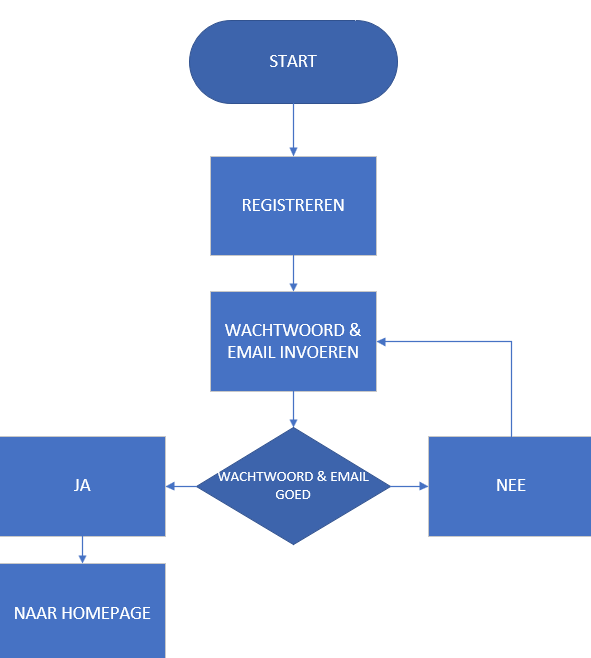 START
REGISTREREN
WACHTWOORD &
EMAIL INVOEREN
WACHTWOORD & EMAIL
GOED
JA
NEE
NAAR HOMEPAGE